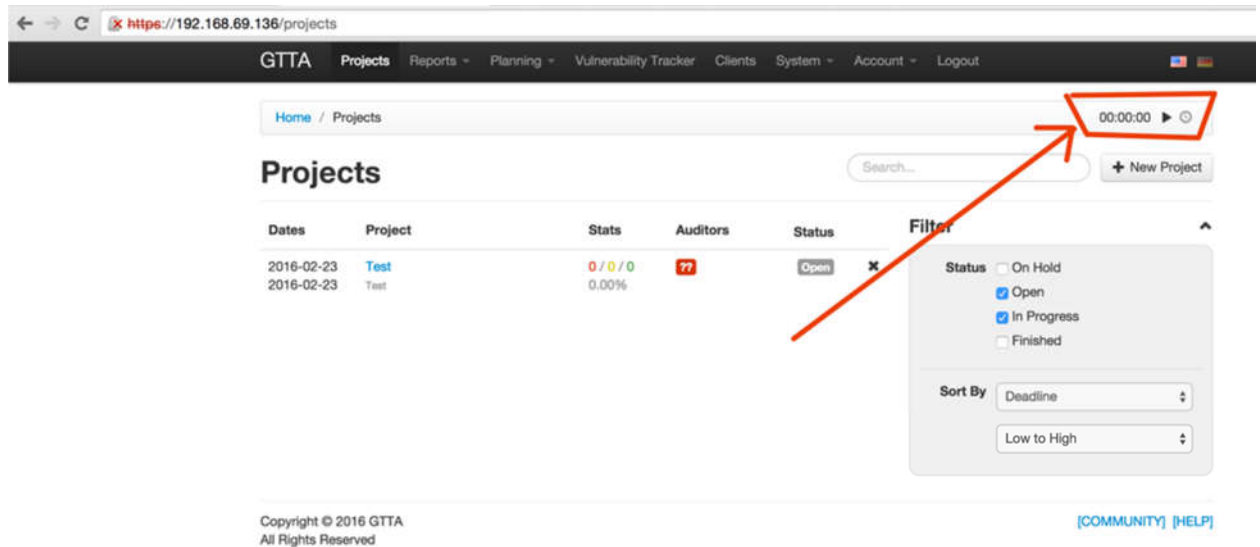 https://192.168.69.136/projects
GTTA Projects Reports Planning Vulnerability Tracker Clients System Account Logout
Home / Projects 00:00:00
Projects Search... + New Project
Dates Project Stats Auditors Status Filter
2016-02-23 Test 0 / 0 / 0 ?? Open Status On Hold
2016-02-23 Test 0.00% Open
In Progress
Finished
Sort By Deadline
Low to High
Copyright © 2016 GTTA [COMMUNITY] [HELP]
All Rights Reserved